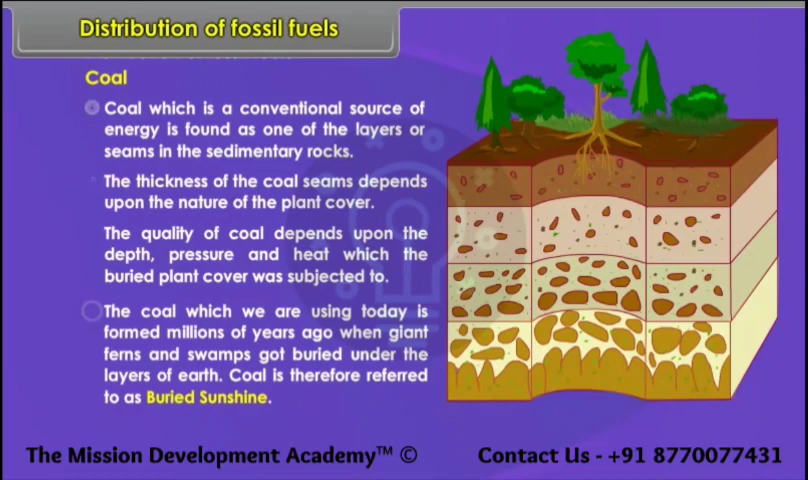 Distribution of fossil fuels
Coal
Coal which is a conventional source of
energy is found as one of the layers or
seams in the sedimentary rocks.
The thickness of the coal seams depends
upon the nature of the plant cover.
The quality of coal depends upon the
depth, pressure and heat which the
buried plant cover was subjected to.
The coal which we are using today is
formed millions of years ago when giant
ferns and swamps got buried under the
layers of earth. Coal is therefore referred
to as Buried Sunshine.
The Mission Development Academy™ ©
Contact Us - +91 8770077431